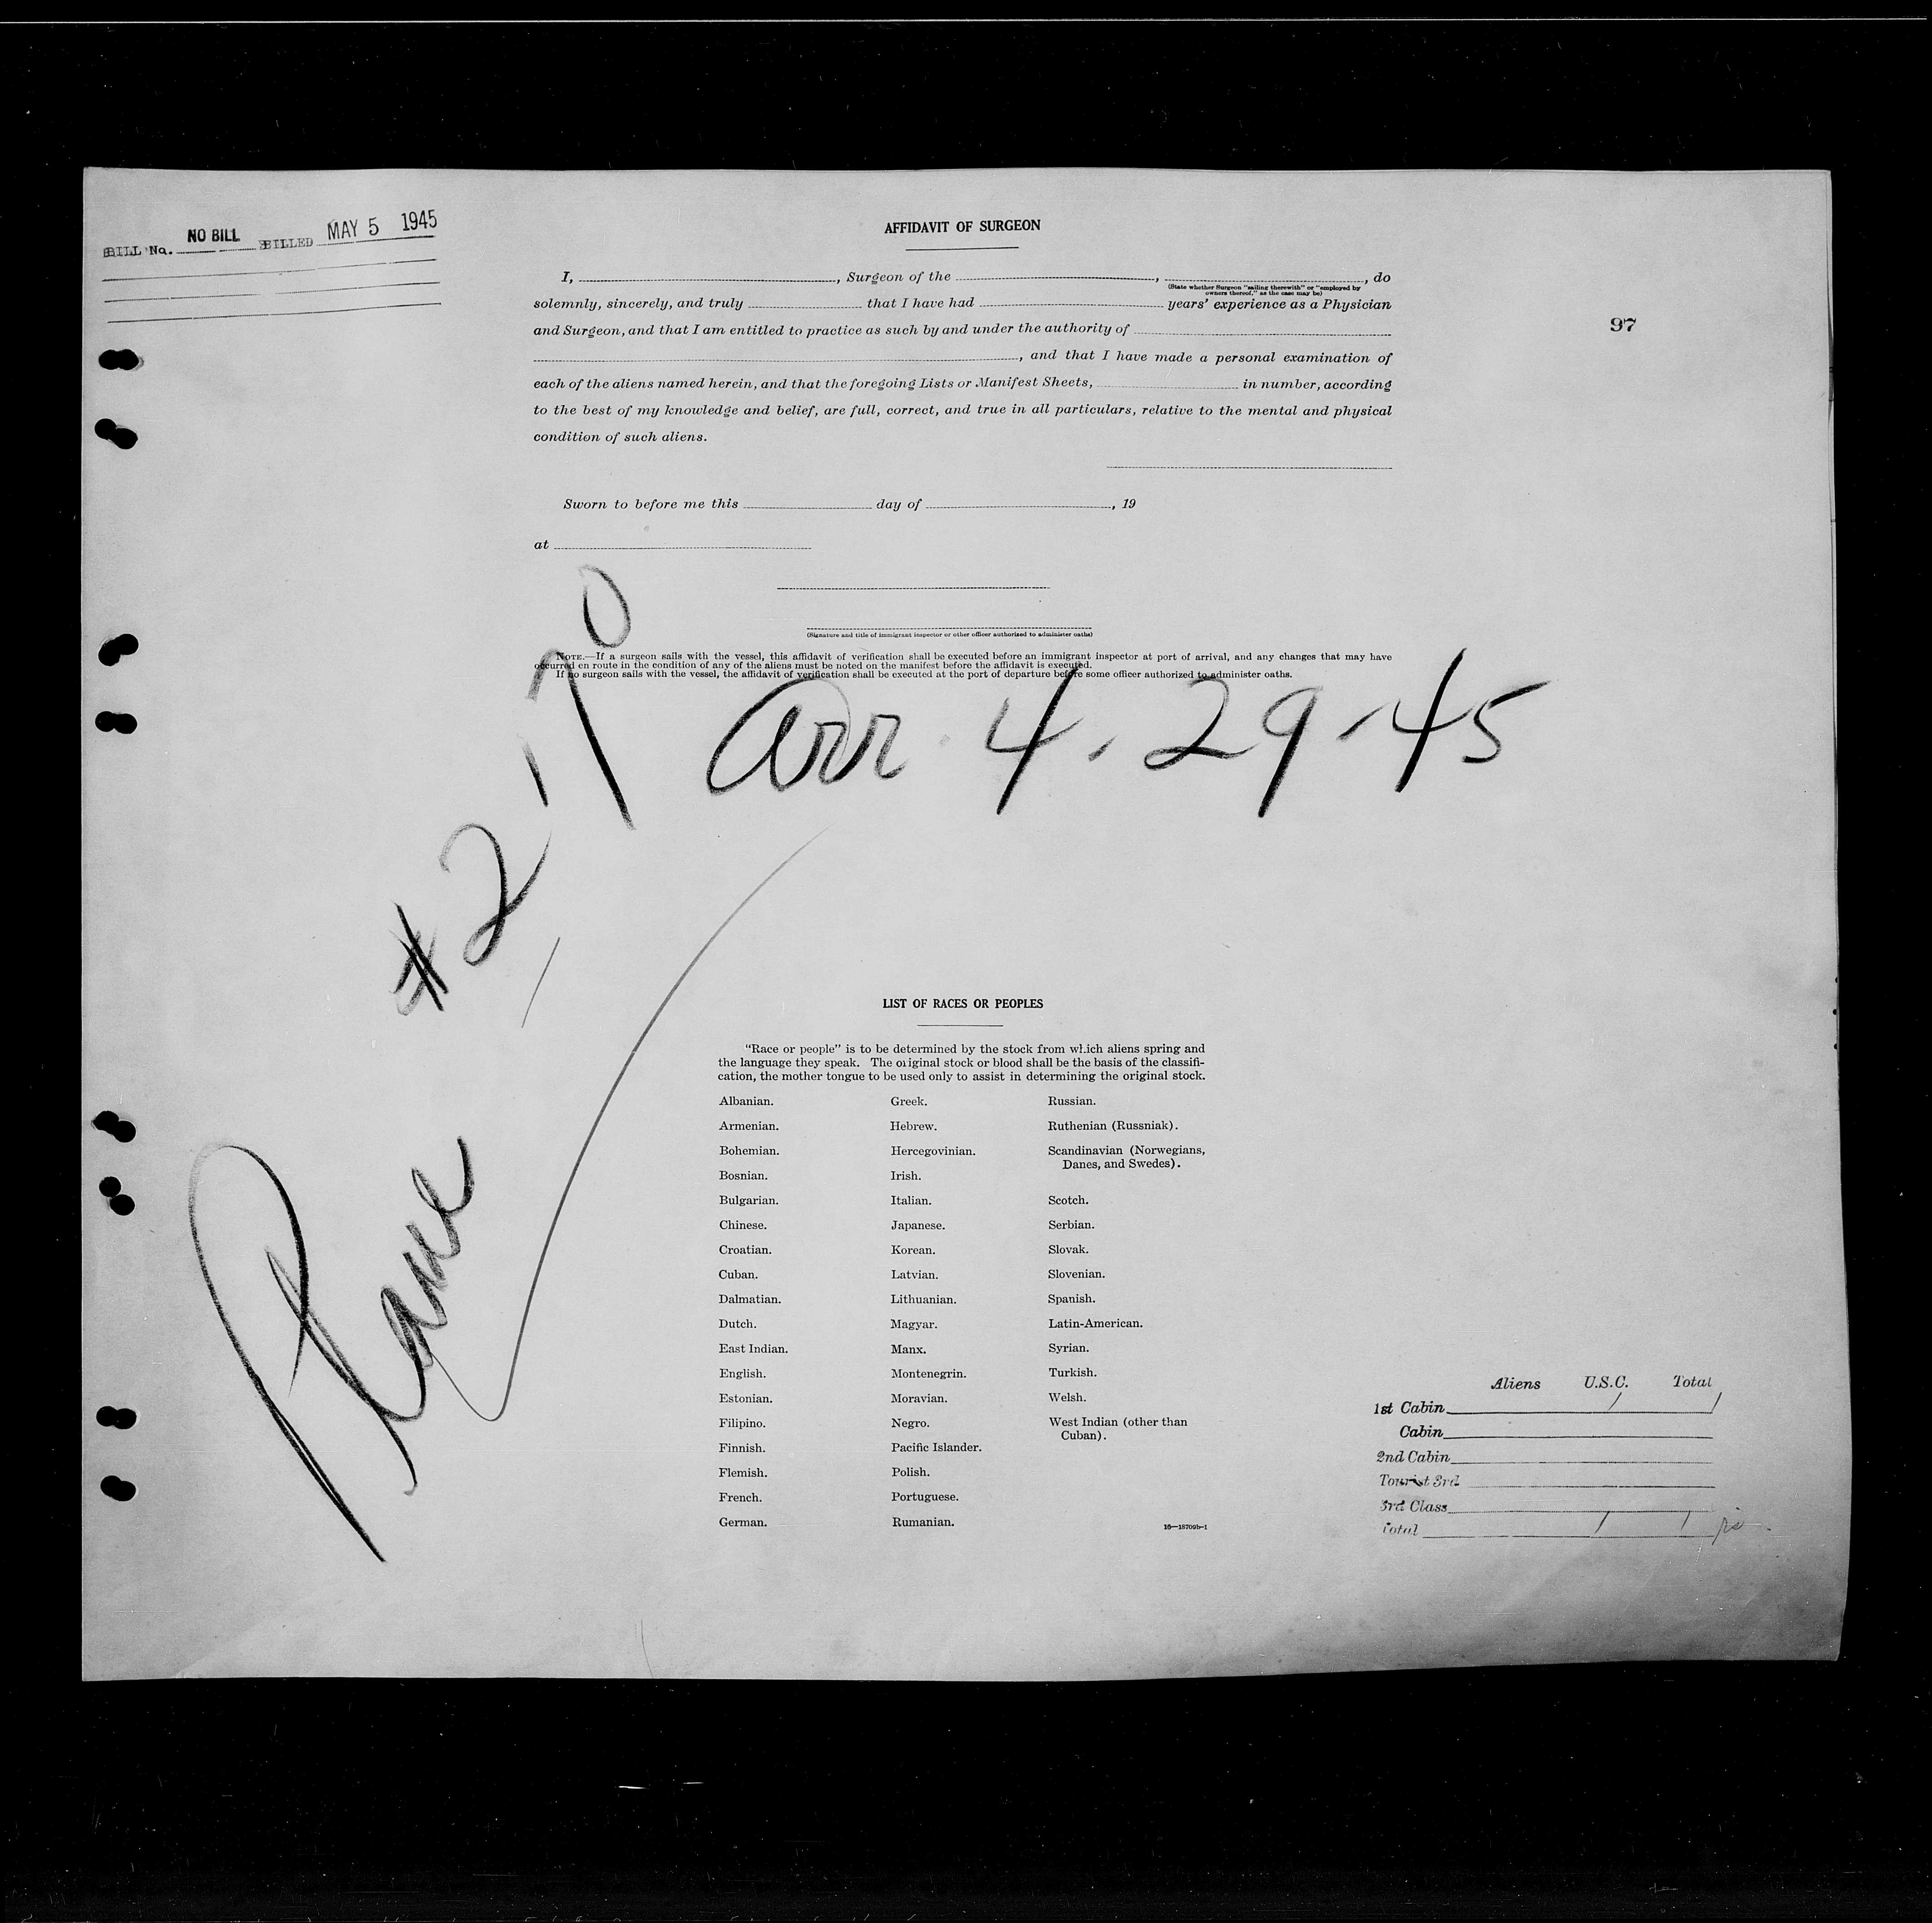 BILL No. NO BILL BILLED MAY 5 1945
AFFIDAVIT OF SURGEON
I, , Surgeon of the , , do
(State whether Surgeon "sailing therewith" or "employed by
owners thereof," as the case may be)
solemnly, sincerely, and truly that I have had years' experience as a Physician
97
and Surgeon, and that I am entitled to practice as such by and under the authority of
, and that I have made a personal examination of
each of the aliens named herein, and that the foregoing Lists or Manifest Sheets, in number, according
to the best of my knowledge and belief, are full, correct, and true in all particulars, relative to the mental and physical
condition of such aliens.
Sworn to before me this day of , 19
at
(Signature and title of immigrant inspector or other officer authorized to administer oaths)
NOTE.—If a surgeon sails with the vessel, this affidavit of verification shall be executed before an immigrant inspector at port of arrival, and any changes that may have
occurred en route in the condition of any of the aliens must be noted on the manifest before the affidavit is executed.
If no surgeon sails with the vessel, the affidavit of verification shall be executed at the port of departure before some officer authorized to administer oaths.
Plane #2170
arr 4.29-45
LIST OF RACES OR PEOPLES
"Race or people" is to be determined by the stock from which aliens spring and
the language they speak. The original stock or blood shall be the basis of the classifi-
cation, the mother tongue to be used only to assist in determining the original stock.
Albanian.
Armenian.
Bohemian.
Bosnian.
Bulgarian.
Chinese.
Croatian.
Cuban.
Dalmatian.
Dutch.
East Indian.
English.
Estonian.
Filipino.
Finnish.
Flemish.
French.
German.
Greek.
Hebrew.
Hercegovinian.
Irish.
Italian.
Japanese.
Korean.
Latvian.
Lithuanian.
Magyar.
Manx.
Montenegrin.
Moravian.
Negro.
Pacific Islander.
Polish.
Portuguese.
Rumanian.
Russian.
Ruthenian (Russniak).
Scandinavian (Norwegians,
Danes, and Swedes).
Scotch.
Serbian.
Slovak.
Slovenian.
Spanish.
Latin-American.
Syrian.
Turkish.
Welsh.
West Indian (other than
Cuban).
16—18709b-1
Aliens U.S.C. Total
1st Cabin / /
Cabin
2nd Cabin
Tourist 3rd
3rd Class
Total / /